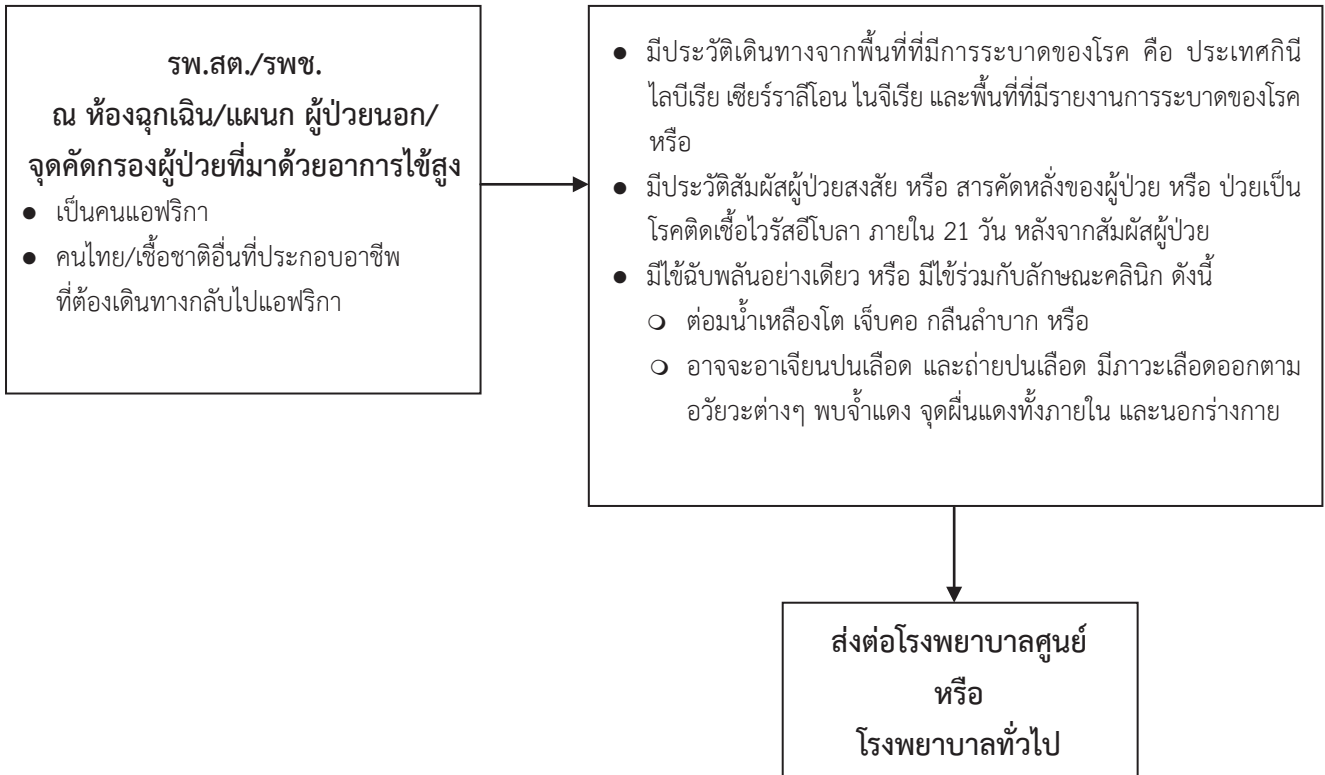 รพ.สต./รพช.
ณ ห้องฉุกเฉิน/แผนก ผู้ป่วยนอก/
จุดคัดกรองผู้ป่วยที่มาด้วยอาการไข้สูง
● เป็นคนแอฟริกา
● คนไทย/เชื้อชาติอื่นที่ประกอบอาชีพ
ที่ต้องเดินทางกลับไปแอฟริกา
● มีประวัติเดินทางจากพื้นที่ที่มีการระบาดของโรค คือ ประเทศกินี
ไลบีเรีย เซียร์ราลีโอน ไนจีเรีย และพื้นที่ที่มีรายงานการระบาดของโรค
หรือ
● มีประวัติสัมผัสผู้ป่วยสงสัย หรือ สารคัดหลั่งของผู้ป่วย หรือ ป่วยเป็น
โรคติดเชื้อไวรัสอีโบลา ภายใน 21 วัน หลังจากสัมผัสผู้ป่วย
● มีไข้ฉับพลันอย่างเดียว หรือ มีไข้ร่วมกับลักษณะคลินิก ดังนี้
○ ต่อมน้ำเหลืองโต เจ็บคอ กลืนลำบาก หรือ
○ อาจจะอาเจียนปนเลือด และถ่ายปนเลือด มีภาวะเลือดออกตาม
อวัยวะต่างๆ พบจ้ำแดง จุดผื่นแดงทั้งภายใน และนอกร่างกาย
ส่งต่อโรงพยาบาลศูนย์
หรือ
โรงพยาบาลทั่วไป